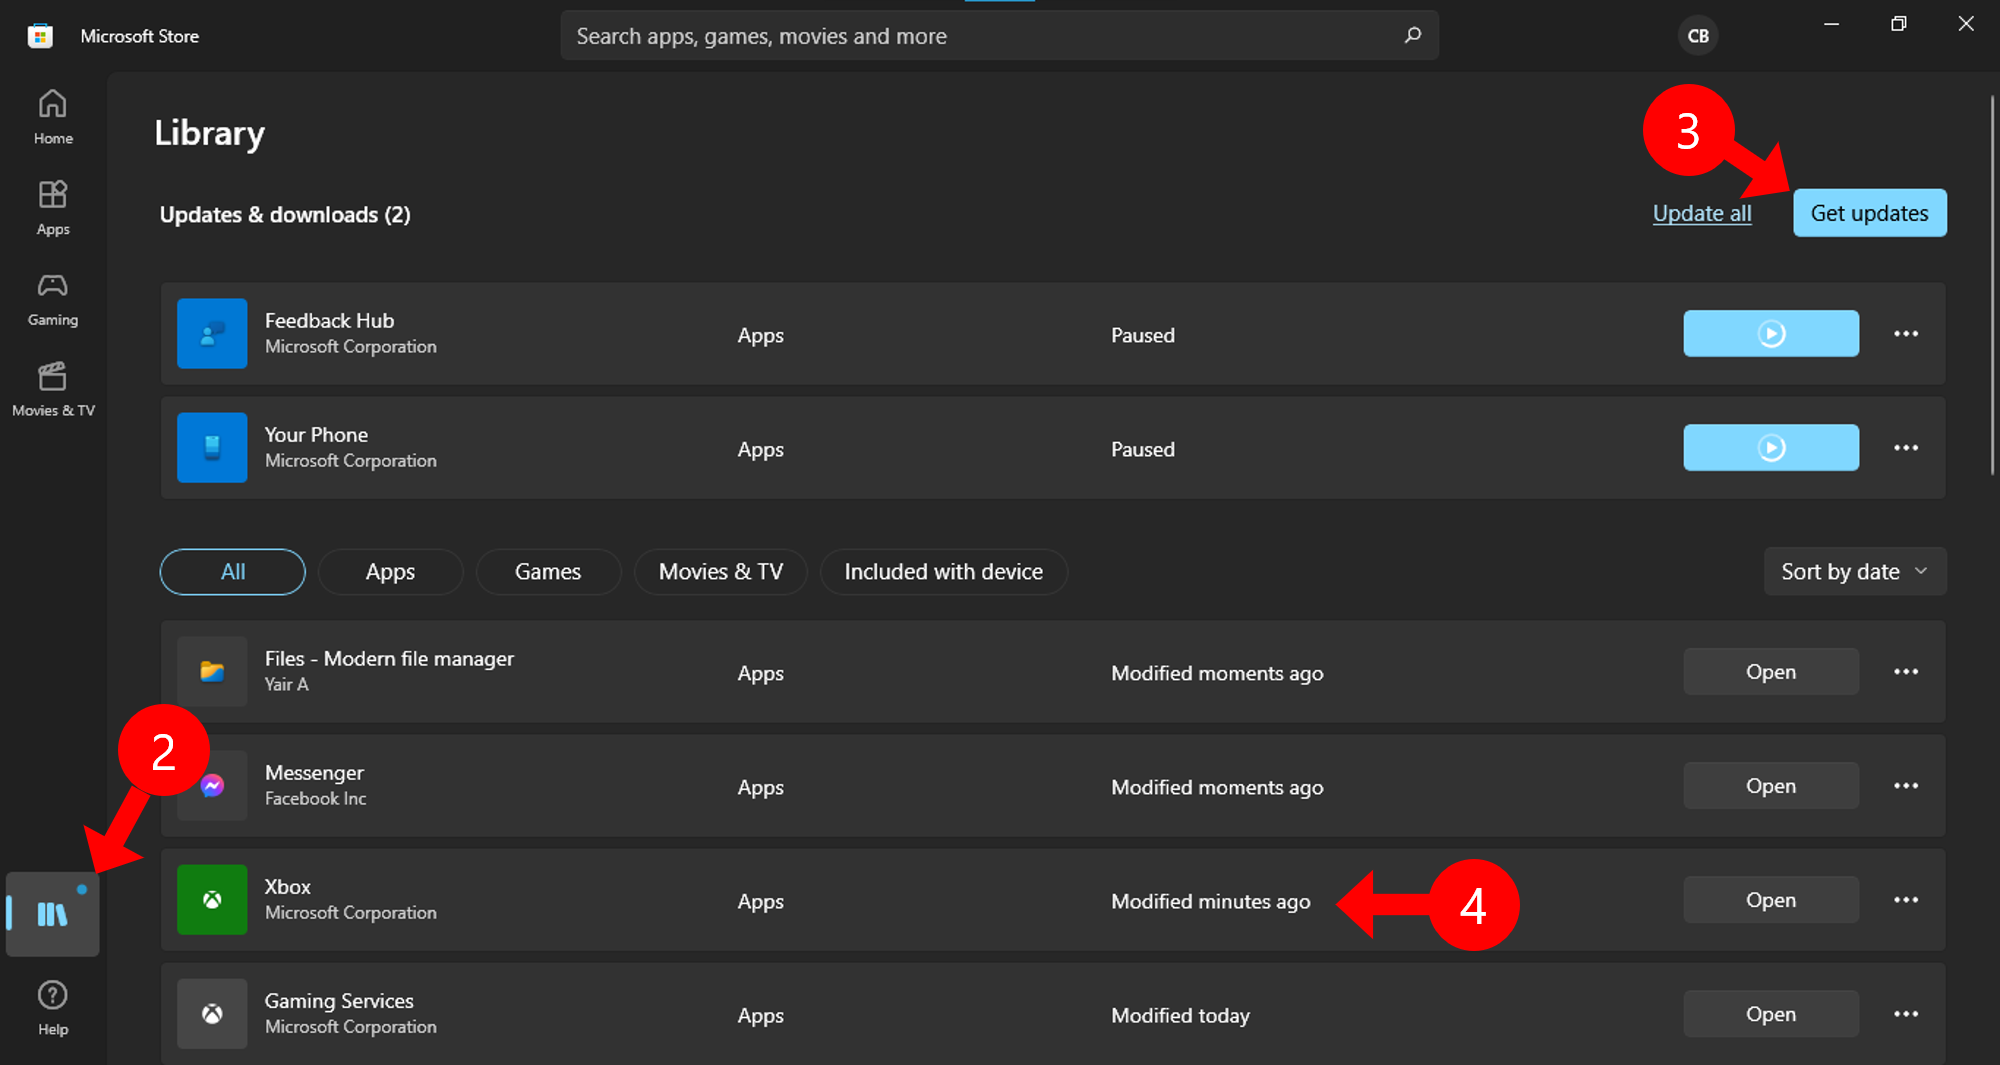 Microsoft Store
Search apps, games, movies and more
CB
Home
Apps
Gaming
Movies & TV
Help
Library
3
Updates & downloads (2)
Update all
Get updates
Feedback Hub
Microsoft Corporation
Apps
Paused
Your Phone
Microsoft Corporation
Apps
Paused
All
Apps
Games
Movies & TV
Included with device
Sort by date
Files - Modern file manager
Yair A
Apps
Modified moments ago
Open
2
Messenger
Facebook Inc
Apps
Modified moments ago
Open
Xbox
Microsoft Corporation
Apps
Modified minutes ago
4
Open
Gaming Services
Microsoft Corporation
Apps
Modified today
Open